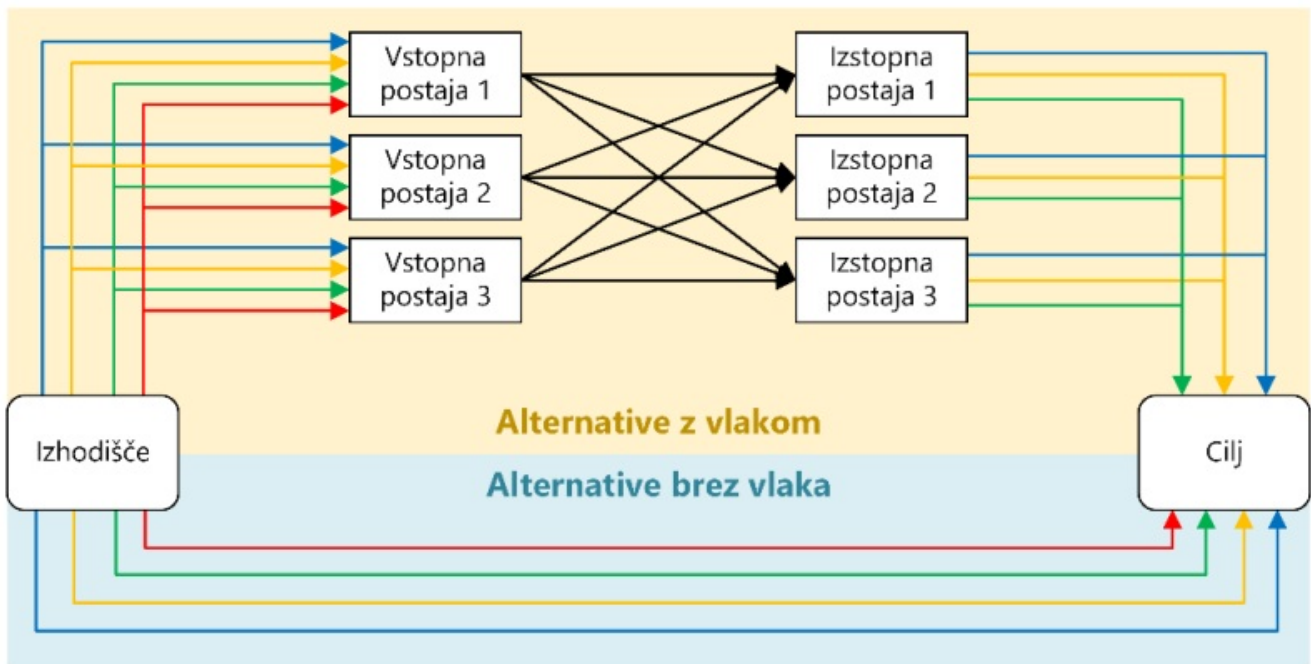 Vstopna
postaja 1
Izstopna
postaja 1
Vstopna
postaja 2
Izstopna
postaja 2
Vstopna
postaja 3
Izstopna
postaja 3
Alternative z vlakom
Izhodišče
Cilj
Alternative brez vlaka